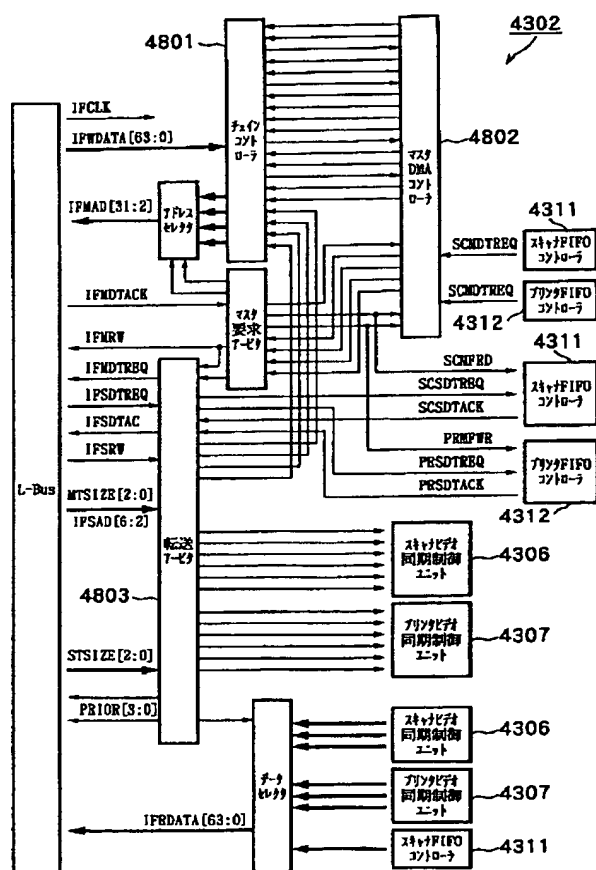 4302
4801
4802
チェイン
コント
ローラ
マスタ
DMA
コント
ローラ
L-Bus
IFCLK
IFWDATA[63:0]
IFMAD[31:2]
アドレス
セレクタ
IFMDTACK
マスタ
要求
アービタ
IFMRW
IFMDTREQ
IFSDTREQ
IFSDTAC
IFSRW
MTSIZE[2:0]
IFSAD[6:2]
転送
アービタ
4803
STSIZE[2:0]
PRIOR[3:0]
IFRDATA[63:0]
データ
セレクタ
SCMDTREQ
4311
スキャナFIFO
コントローラ
SCMDTREQ
プリンタFIFO
コントローラ
4312
4311
SCSDTREQ
SCSDTACK
スキャナFIFO
コントローラ
PRMFWR
PRSDTREQ
PRSDTACK
プリンタFIFO
コントローラ
4312
スキャナビデオ
同期制御
ユニット
4306
プリンタビデオ
同期制御
ユニット
4307
スキャナビデオ
同期制御
ユニット
4306
プリンタビデオ
同期制御
ユニット
4307
スキャナFIFO
コントローラ
4311